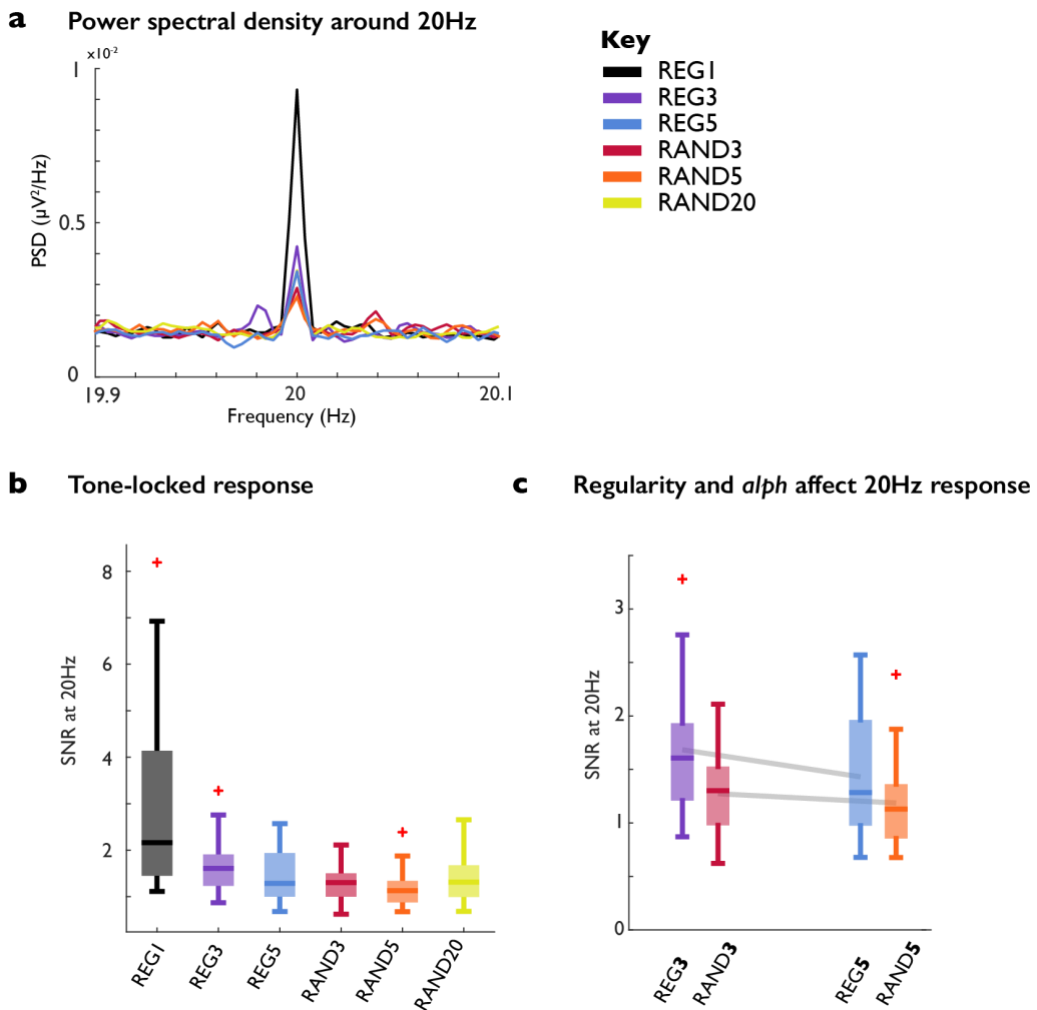 a Power spectral density around 20Hz
×10⁻²
1
0.5
0
PSD (µV²/Hz)
19.9 20 20.1
Frequency (Hz)
Key
REG1
REG3
REG5
RAND3
RAND5
RAND20
b Tone-locked response
8
6
4
2
SNR at 20Hz
REG1 REG3 REG5 RAND3 RAND5 RAND20
c Regularity and alph affect 20Hz response
3
2
1
0
SNR at 20Hz
REG3 RAND3 REG5 RAND5